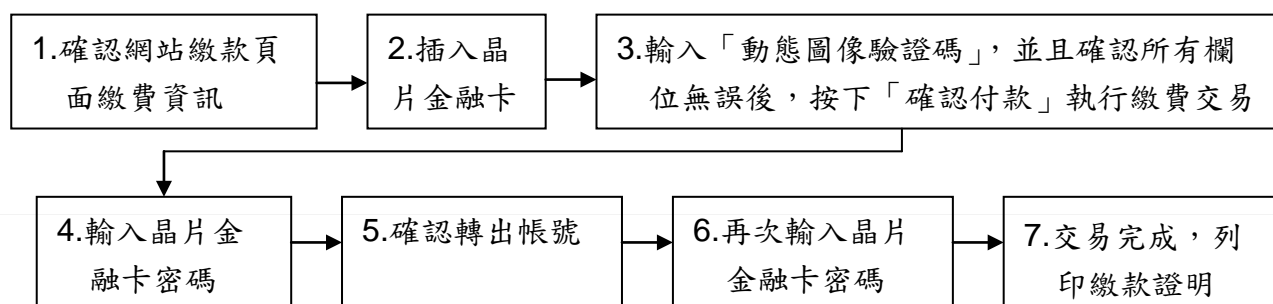 1.確認網站繳款頁
面繳費資訊
2.插入晶
片金融卡
3.輸入「動態圖像驗證碼」，並且確認所有欄
位無誤後，按下「確認付款」執行繳費交易
4.輸入晶片金
融卡密碼
5.確認轉出帳號
6.再次輸入晶片
金融卡密碼
7.交易完成，列
印繳款證明